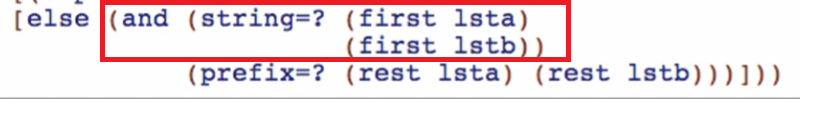 [else (and (string=? (first lsta)
(first lstb))
(prefix=? (rest lsta) (rest lstb)))]))